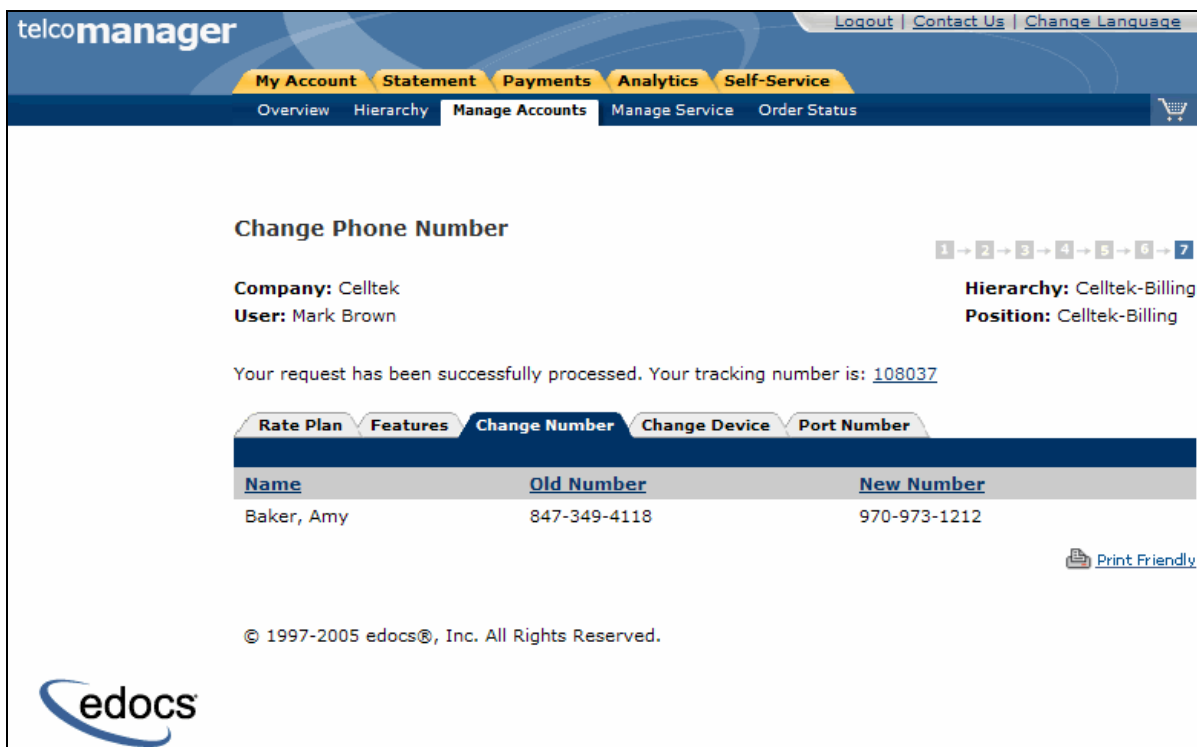 telcomanager
Logout | Contact Us | Change Language
My Account Statement Payments Analytics Self-Service
Overview Hierarchy Manage Accounts Manage Service Order Status
Change Phone Number
1 → 2 → 3 → 4 → 5 → 6 → 7
Company: Celltek
Hierarchy: Celltek-Billing
User: Mark Brown
Position: Celltek-Billing
Your request has been successfully processed. Your tracking number is: 108037
Rate Plan Features Change Number Change Device Port Number
Name Old Number New Number
Baker, Amy 847-349-4118 970-973-1212
Print Friendly
© 1997-2005 edocs®, Inc. All Rights Reserved.
edocs